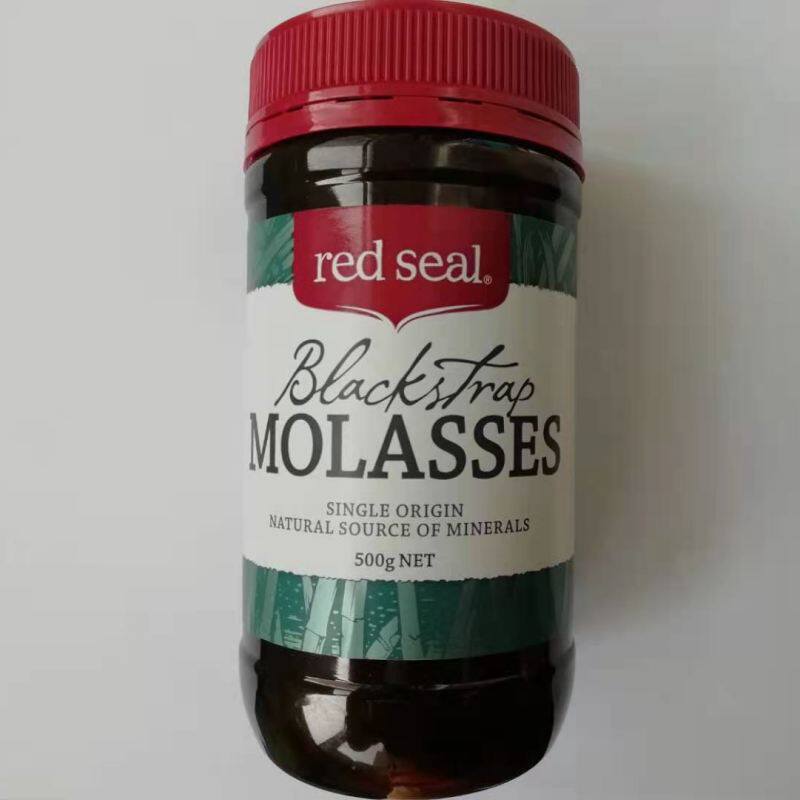 red seal®
Blackstrap
MOLASSES
SINGLE ORIGIN
NATURAL SOURCE OF MINERALS
500g NET